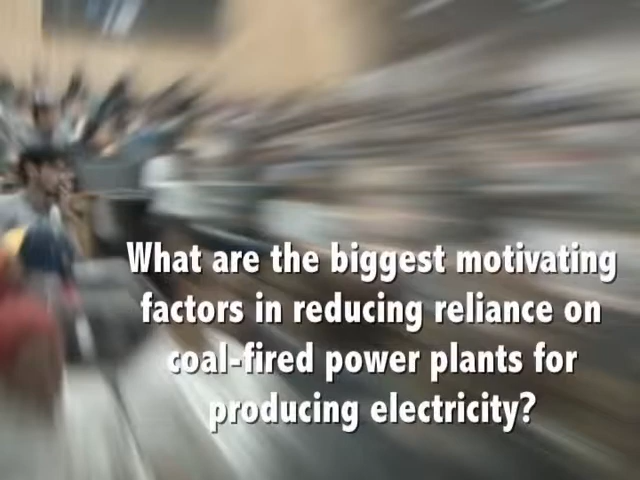 What are the biggest motivating
factors in reducing reliance on
coal-fired power plants for
producing electricity?